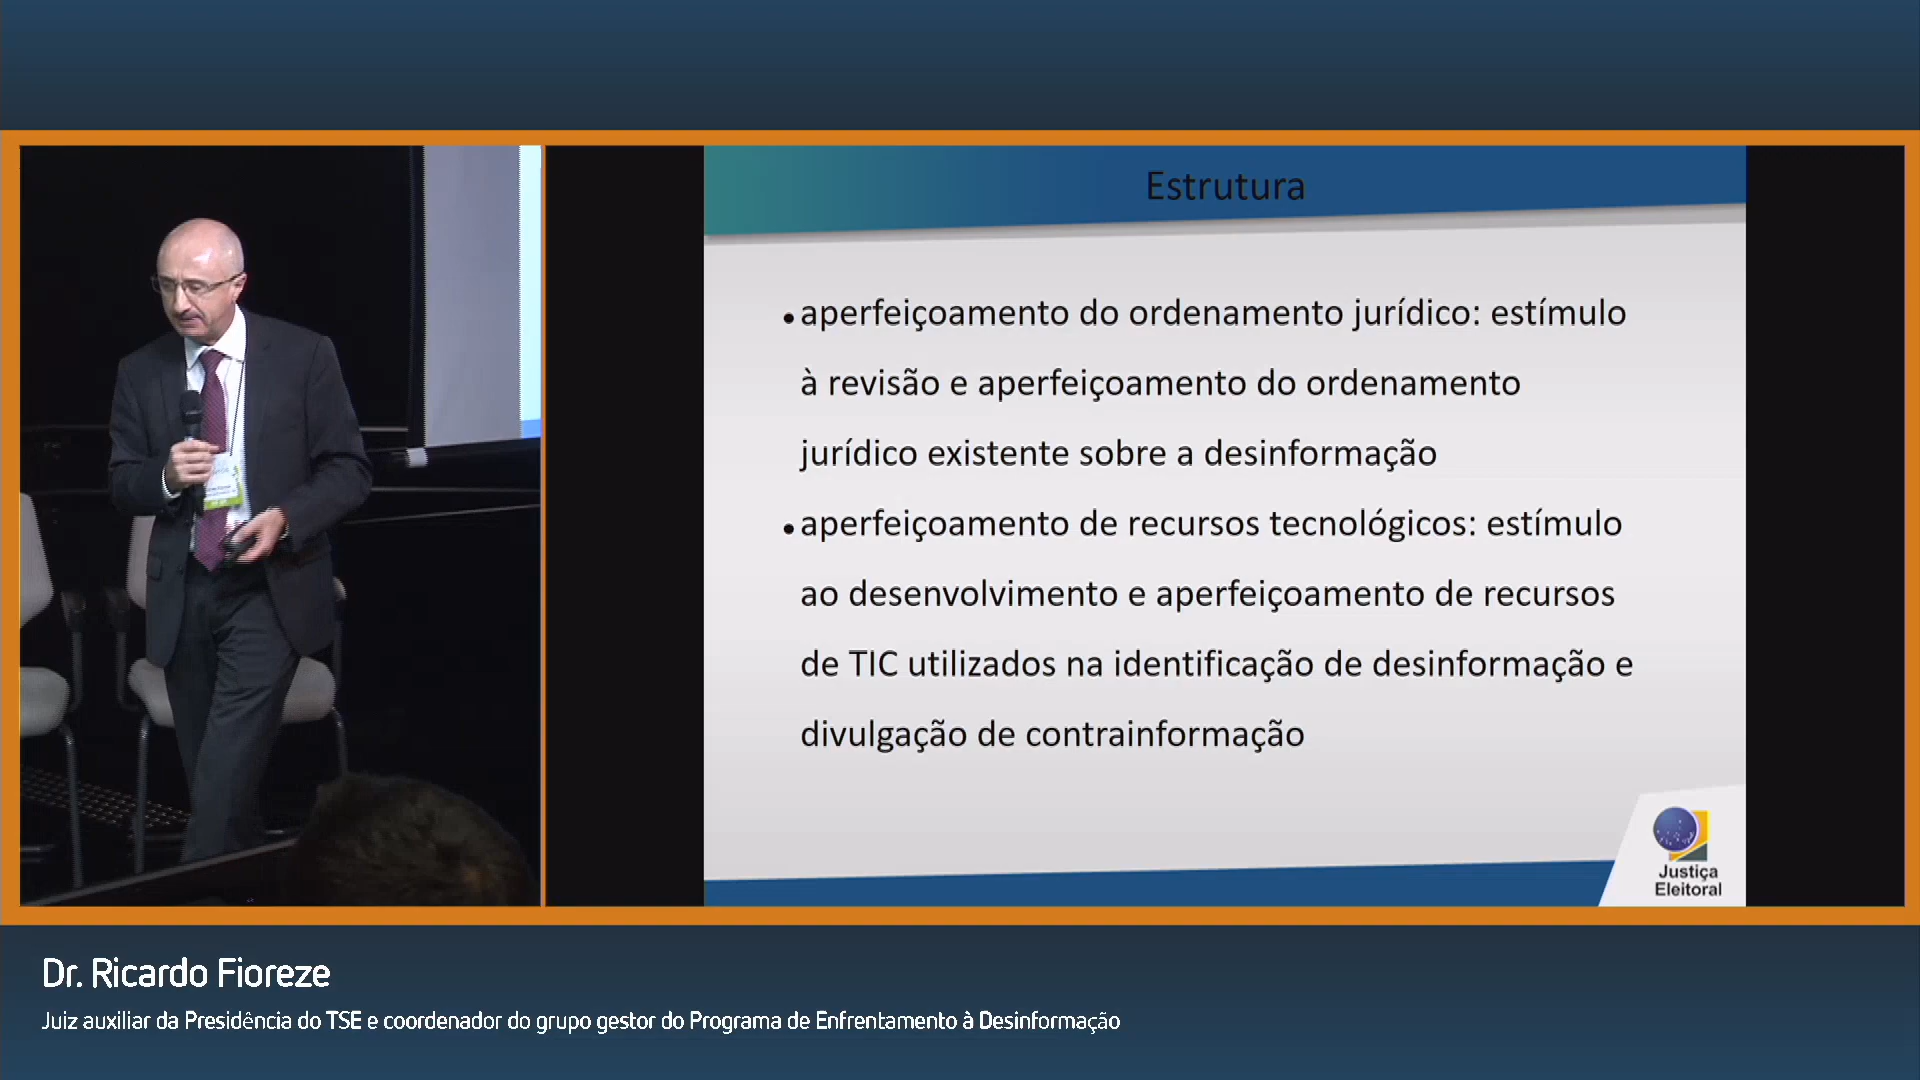 Estrutura
• aperfeiçoamento do ordenamento jurídico: estímulo
à revisão e aperfeiçoamento do ordenamento
jurídico existente sobre a desinformação
• aperfeiçoamento de recursos tecnológicos: estímulo
ao desenvolvimento e aperfeiçoamento de recursos
de TIC utilizados na identificação de desinformação e
divulgação de contrainformação
Justiça
Eleitoral
Dr. Ricardo Fioreze
Juiz auxiliar da Presidência do TSE e coordenador do grupo gestor do Programa de Enfrentamento à Desinformação